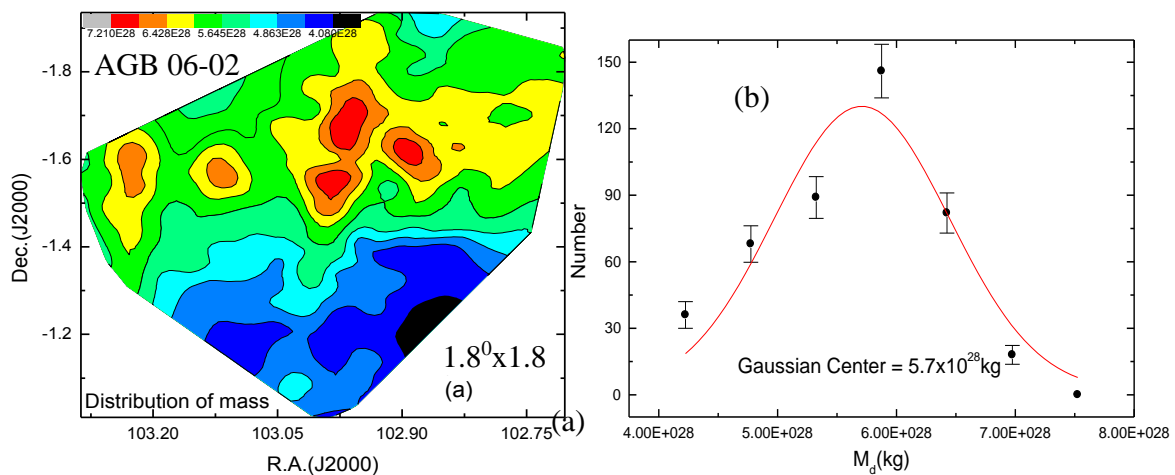 7.210E28 6.428E28 5.645E28 4.863E28 4.080E28
AGB 06-02
Dec.(J2000)
-1.8
-1.6
-1.4
-1.2
1.8⁰x1.8
(a)
Distribution of mass
103.20 103.05 102.90 102.75
R.A.(J2000)
(a)
(b)
Number
150
120
90
60
30
0
Gaussian Center = 5.7x10²⁸kg
4.00E+028 5.00E+028 6.00E+028 7.00E+028 8.00E+028
M_d(kg)